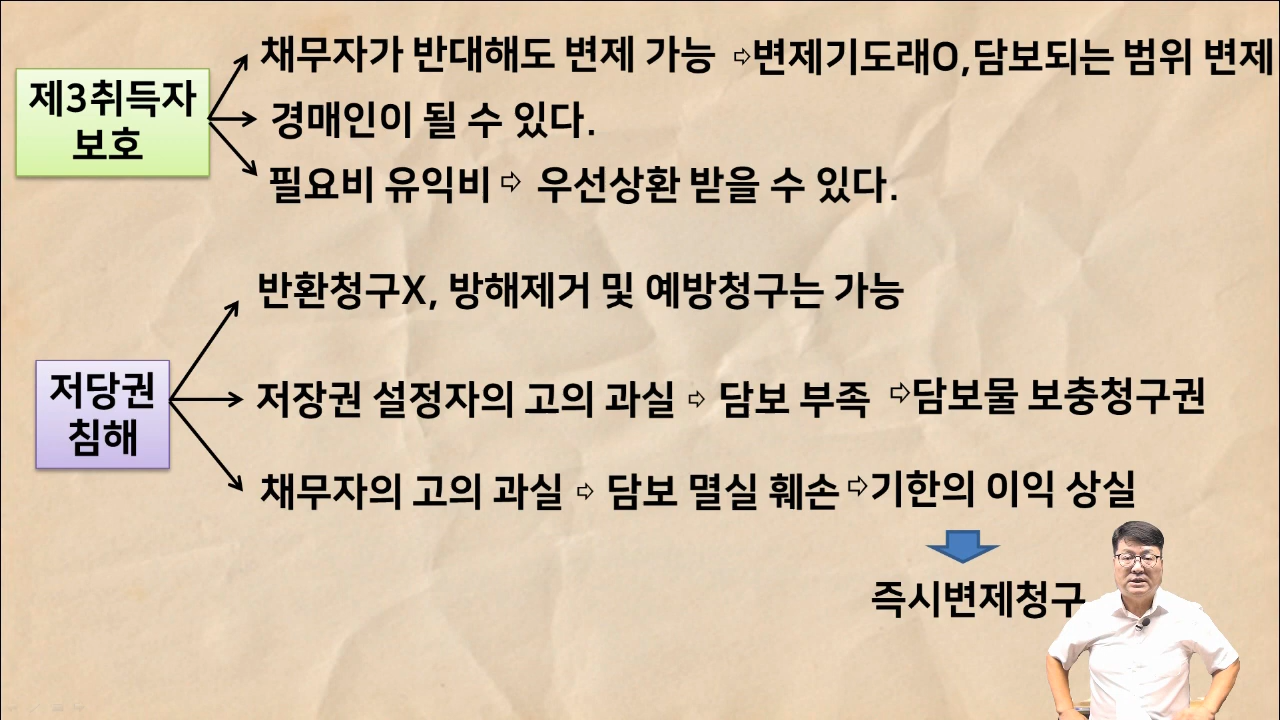 제3취득자
보호
채무자가 반대해도 변제 가능 ⇨변제기도래O,담보되는 범위 변제
경매인이 될 수 있다.
필요비 유익비 ⇨ 우선상환 받을 수 있다.
저당권
침해
반환청구X, 방해제거 및 예방청구는 가능
저장권 설정자의 고의 과실 ⇨ 담보 부족 ⇨담보물 보충청구권
채무자의 고의 과실 ⇨ 담보 멸실 훼손 ⇨기한의 이익 상실
즉시변제청구